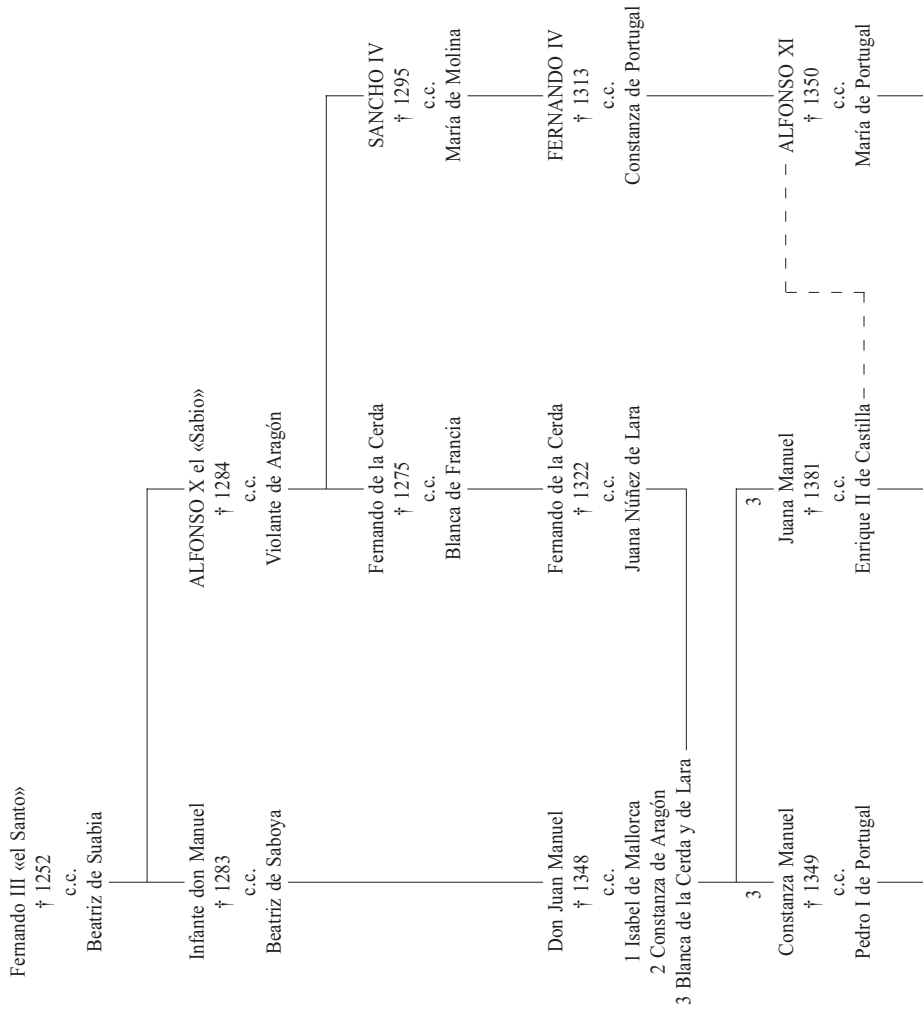 Fernando III «el Santo»
† 1252
c.c.
Beatriz de Suabia
Infante don Manuel
† 1283
c.c.
Beatriz de Saboya
ALFONSO X el «Sabio»
† 1284
c.c.
Violante de Aragón
Fernando de la Cerda
† 1275
c.c.
Blanca de Francia
SANCHO IV
† 1295
c.c.
María de Molina
Fernando de la Cerda
† 1322
c.c.
Juana Núñez de Lara
FERNANDO IV
† 1313
c.c.
Constanza de Portugal
Don Juan Manuel
† 1348
c.c.
1 Isabel de Mallorca
2 Constanza de Aragón
3 Blanca de la Cerda y de Lara
3
Constanza Manuel
† 1349
c.c.
Pedro I de Portugal
3
Juana Manuel
† 1381
c.c.
Enrique II de Castilla
ALFONSO XI
† 1350
c.c.
María de Portugal